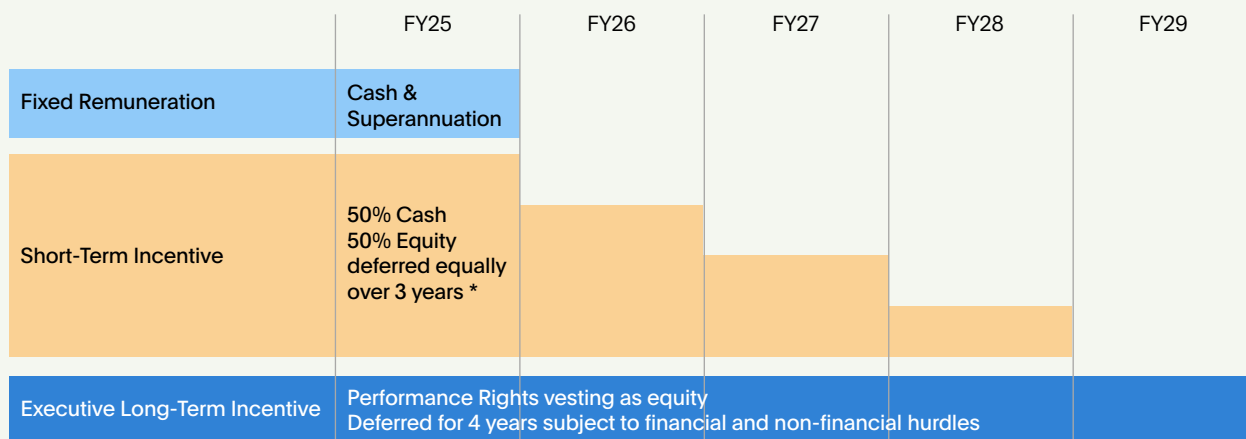 FY25 FY26 FY27 FY28 FY29
Fixed Remuneration
Cash &
Superannuation
Short-Term Incentive
50% Cash
50% Equity
deferred equally
over 3 years *
Executive Long-Term Incentive
Performance Rights vesting as equity
Deferred for 4 years subject to financial and non-financial hurdles